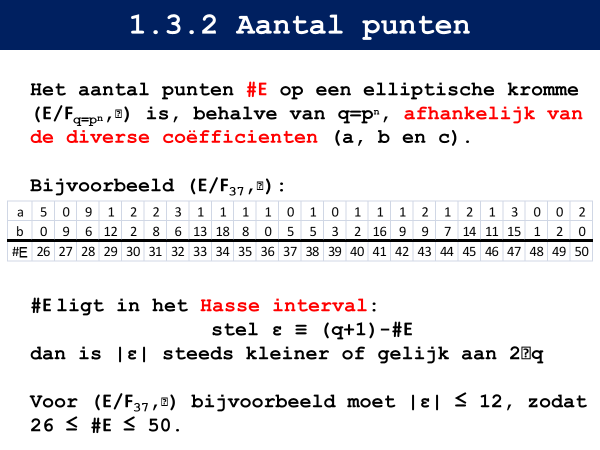 1.3.2 Aantal punten
Het aantal punten #E op een elliptische kromme
(E/Fq=pⁿ,⍰) is, behalve van q=pⁿ, afhankelijk van
de diverse coëfficienten (a, b en c).
Bijvoorbeeld (E/F₃₇,⍰):
a 5 0 9 1 2 2 3 1 1 1 1 0 1 0 1 1 1 2 1 2 1 3 0 0 2
b 0 9 6 12 2 8 6 13 18 8 0 5 5 3 2 16 9 9 7 14 11 15 1 2 0
#E 26 27 28 29 30 31 32 33 34 35 36 37 38 39 40 41 42 43 44 45 46 47 48 49 50
#E ligt in het Hasse interval:
stel ε ≡ (q+1)-#E
dan is |ε| steeds kleiner of gelijk aan 2⍰q
Voor (E/F₃₇,⍰) bijvoorbeeld moet |ε| ≤ 12, zodat
26 ≤ #E ≤ 50.